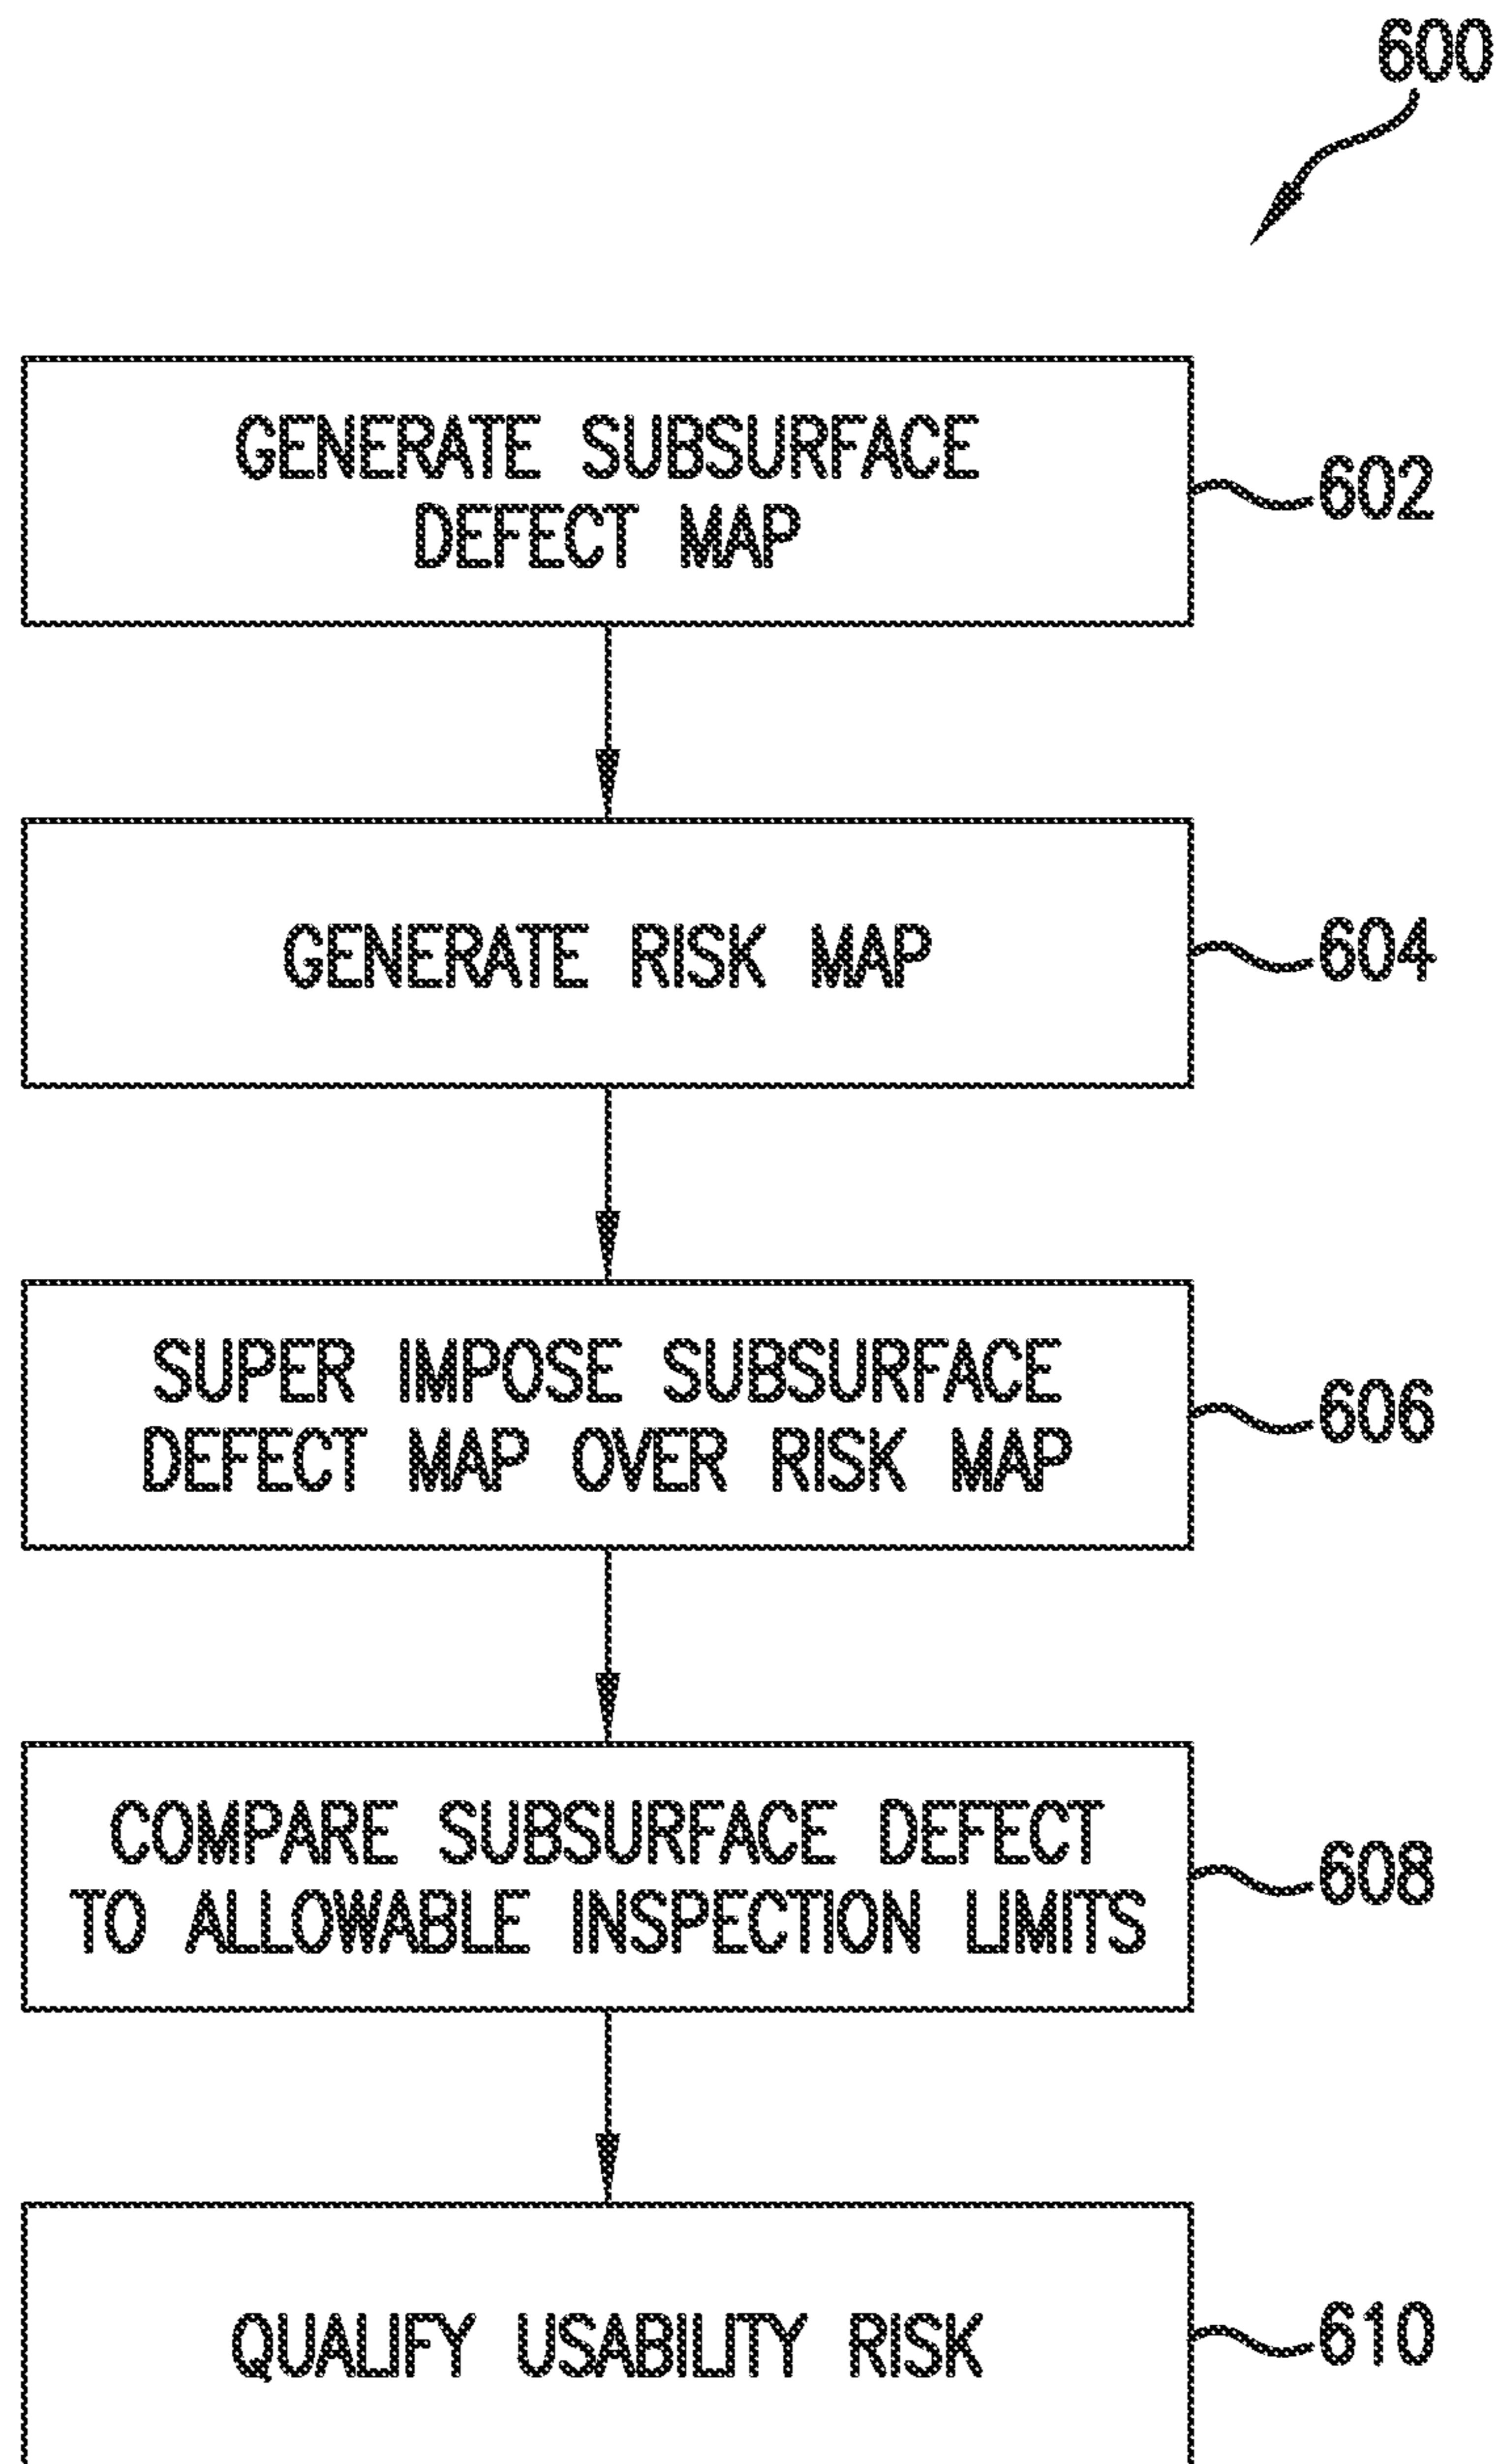 600
GENERATE SUBSURFACE
DEFECT MAP
602
GENERATE RISK MAP
604
SUPER IMPOSE SUBSURFACE
DEFECT MAP OVER RISK MAP
606
COMPARE SUBSURFACE DEFECT
TO ALLOWABLE INSPECTION LIMITS
608
QUALIFY USABILITY RISK
610